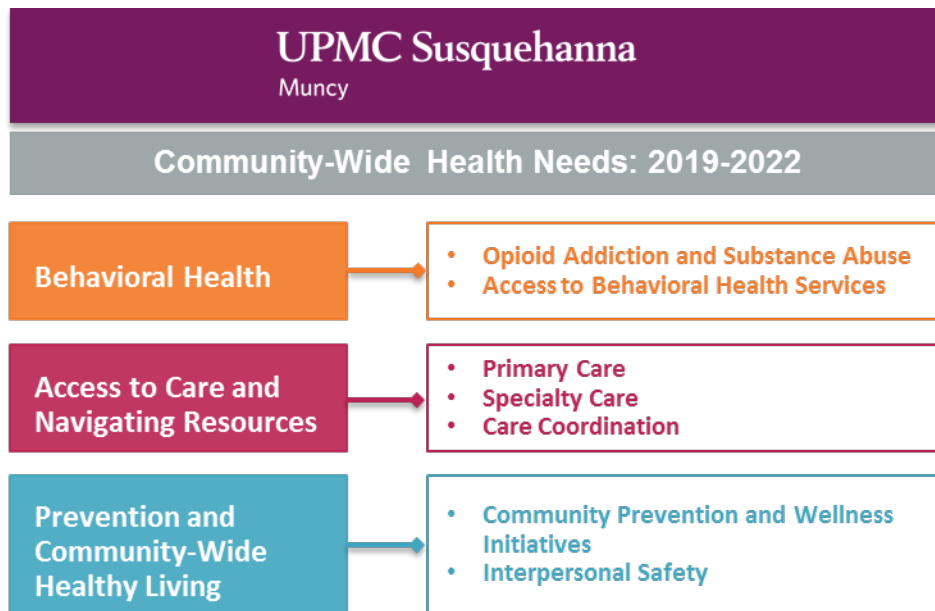 UPMC Susquehanna
Muncy
Community-Wide Health Needs: 2019-2022
Behavioral Health
• Opioid Addiction and Substance Abuse
• Access to Behavioral Health Services
Access to Care and
Navigating Resources
• Primary Care
• Specialty Care
• Care Coordination
Prevention and
Community-Wide
Healthy Living
• Community Prevention and Wellness
Initiatives
• Interpersonal Safety